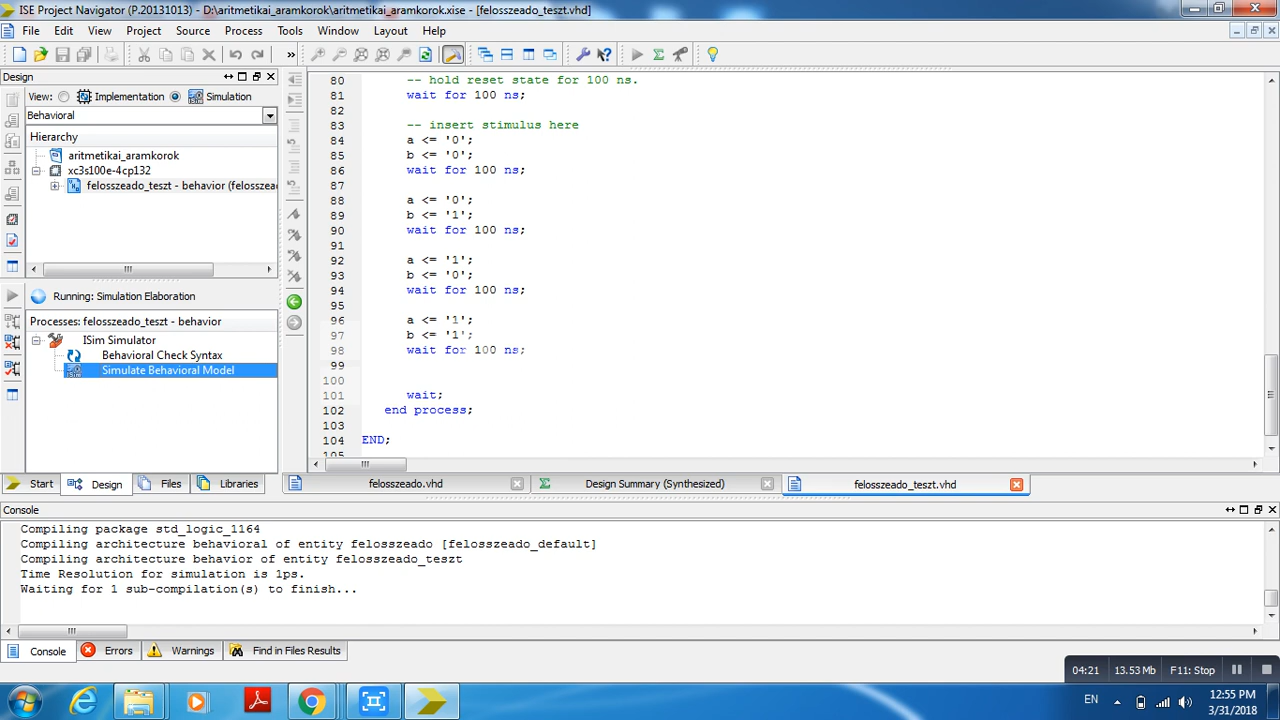 ISE Project Navigator (P.20131013) - D:\aritmetikai_aramkorok\aritmetikai_aramkorok.xise - [felosszeado_teszt.vhd]
File Edit View Project Source Process Tools Window Layout Help
Design
View: Implementation Simulation
Behavioral
Hierarchy
aritmetikai_aramkorok
xc3s100e-4cp132
felosszeado_teszt - behavior (felossze
Running: Simulation Elaboration
Processes: felosszeado_teszt - behavior
ISim Simulator
Behavioral Check Syntax
Simulate Behavioral Model
Start Design Files Libraries
80 -- hold reset state for 100 ns.
81 wait for 100 ns;
82
83 -- insert stimulus here
84 a <= '0';
85 b <= '0';
86 wait for 100 ns;
87
88 a <= '0';
89 b <= '1';
90 wait for 100 ns;
91
92 a <= '1';
93 b <= '0';
94 wait for 100 ns;
95
96 a <= '1';
97 b <= '1';
98 wait for 100 ns;
99
100
101 wait;
102 end process;
103
104 END;
105
felosszeado.vhd Design Summary (Synthesized) felosszeado_teszt.vhd
Console
Compiling package std_logic_1164
Compiling architecture behavioral of entity felosszeado [felosszeado_default]
Compiling architecture behavior of entity felosszeado_teszt
Time Resolution for simulation is 1ps.
Waiting for 1 sub-compilation(s) to finish...
Console Errors Warnings Find in Files Results
04:21 13.53 Mb F11: Stop
EN 12:55 PM
3/31/2018